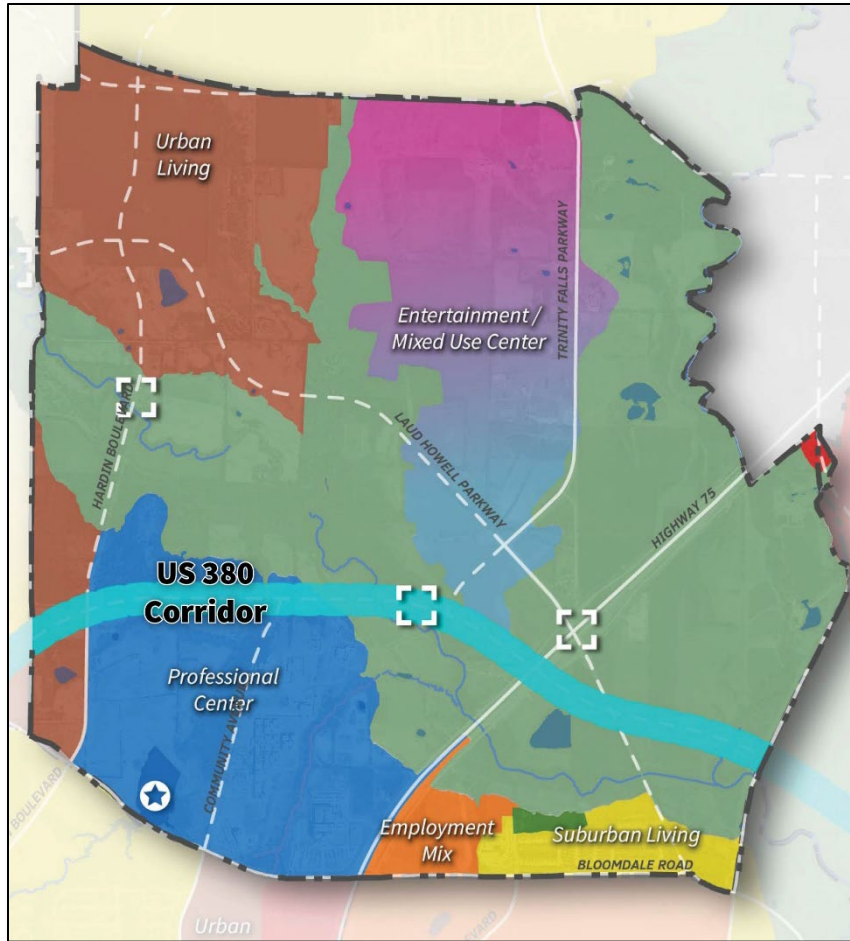 Urban
Living
Entertainment /
Mixed Use Center
TRINITY FALLS PARKWAY
HARDIN BOULEVARD
LAUD HOWELL PARKWAY
HIGHWAY 75
US 380
Corridor
Professional
Center
COMMUNITY AVENUE
Employment
Mix
Suburban Living
BLOOMDALE ROAD
BOULEVARD
Urban